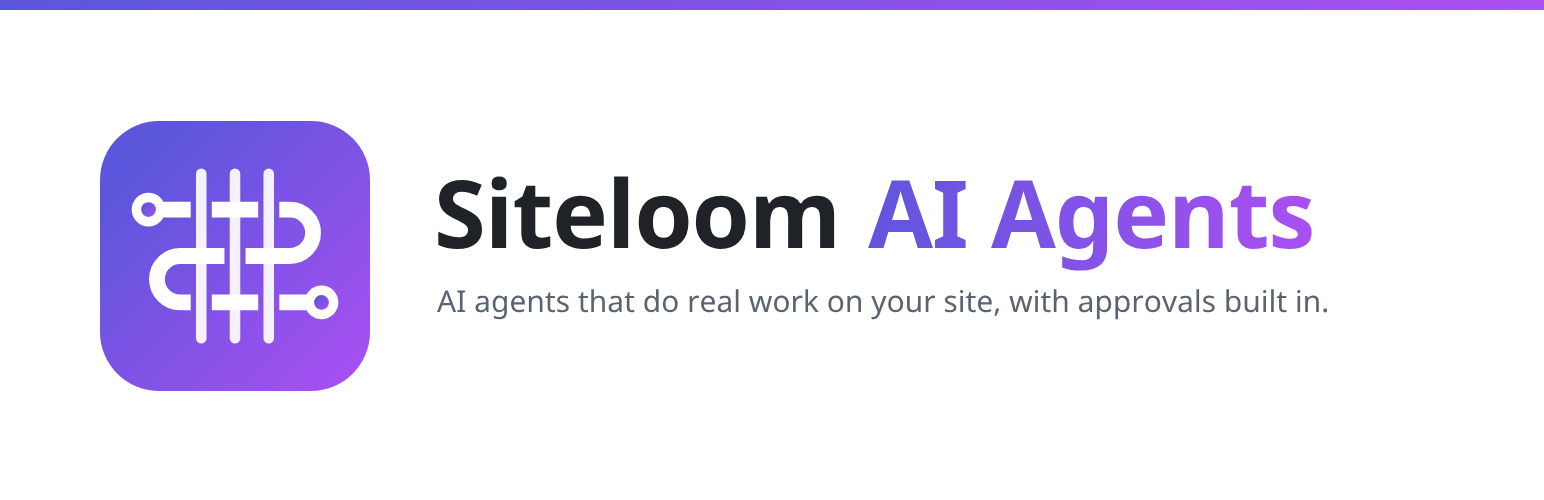 Siteloom AI Agents
AI agents that do real work on your site, with approvals built in.